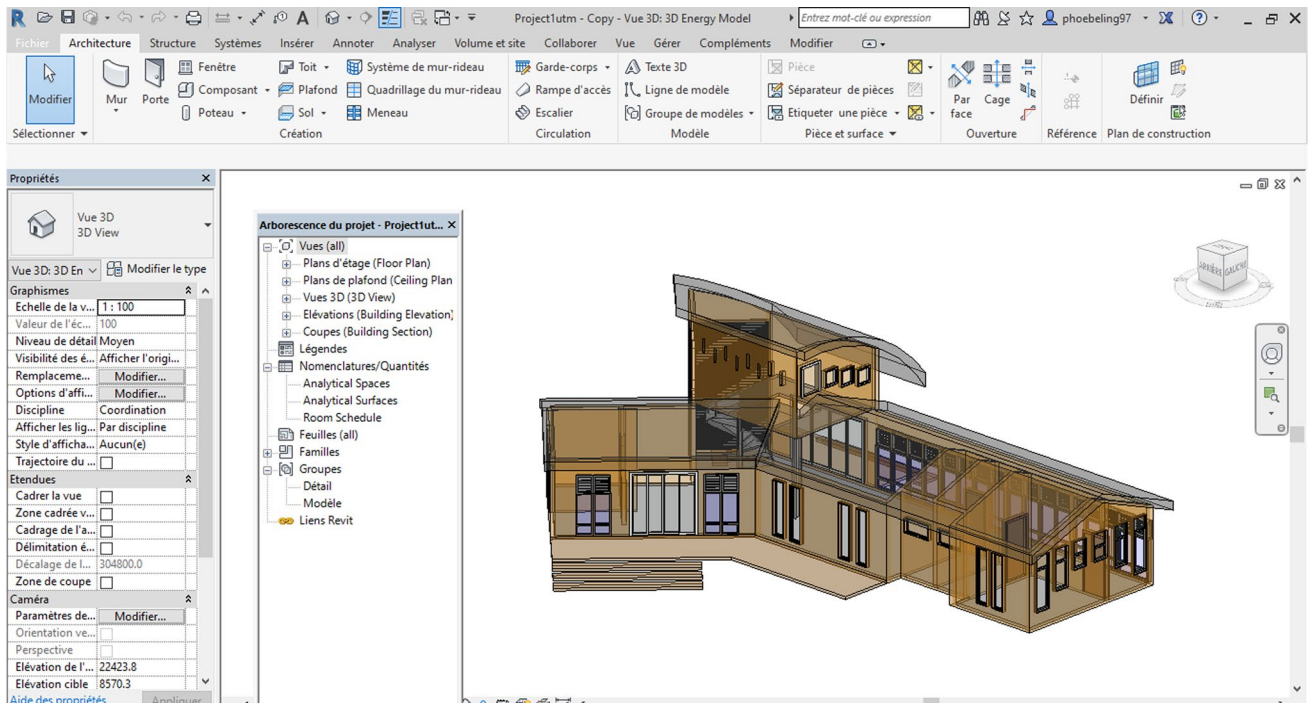 Project1utm - Copy - Vue 3D: 3D Energy Model
Entrez mot-clé ou expression
phoebeling97
Fichier Architecture Structure Systèmes Insérer Annoter Analyser Volume et site Collaborer Vue Gérer Compléments Modifier
Modifier
Sélectionner
Mur
Porte
Fenêtre
Composant
Poteau
Toit
Plafond
Sol
Système de mur-rideau
Quadrillage du mur-rideau
Meneau
Création
Garde-corps
Rampe d'accès
Escalier
Circulation
Texte 3D
Ligne de modèle
Groupe de modèles
Modèle
Pièce
Séparateur de pièces
Etiqueter une pièce
Pièce et surface
Par face
Cage
Ouverture
Référence
Définir
Plan de construction
Propriétés
Vue 3D
3D View
Vue 3D: 3D En
Modifier le type
Graphismes
Echelle de la v... 1 : 100
Valeur de l'éc... 100
Niveau de détail Moyen
Visibilité des é... Afficher l'origi...
Remplaceme... Modifier...
Options d'affi... Modifier...
Discipline Coordination
Afficher les lig... Par discipline
Style d'afficha... Aucun(e)
Trajectoire du ...
Etendues
Cadrer la vue
Zone cadrée v...
Cadrage de l'a...
Délimitation é...
Décalage de l... 304800.0
Zone de coupe
Caméra
Paramètres de... Modifier...
Orientation ve...
Perspective
Elévation de l'... 22423.8
Elévation cible 8570.3
Aide des propriétés Appliquer
Arborescence du projet - Project1ut...
Vues (all)
Plans d'étage (Floor Plan)
Plans de plafond (Ceiling Plan
Vues 3D (3D View)
Elévations (Building Elevation)
Coupes (Building Section)
Légendes
Nomenclatures/Quantités
Analytical Spaces
Analytical Surfaces
Room Schedule
Feuilles (all)
Familles
Groupes
Détail
Modèle
Liens Revit
ARRIÈRE
GAUCHE